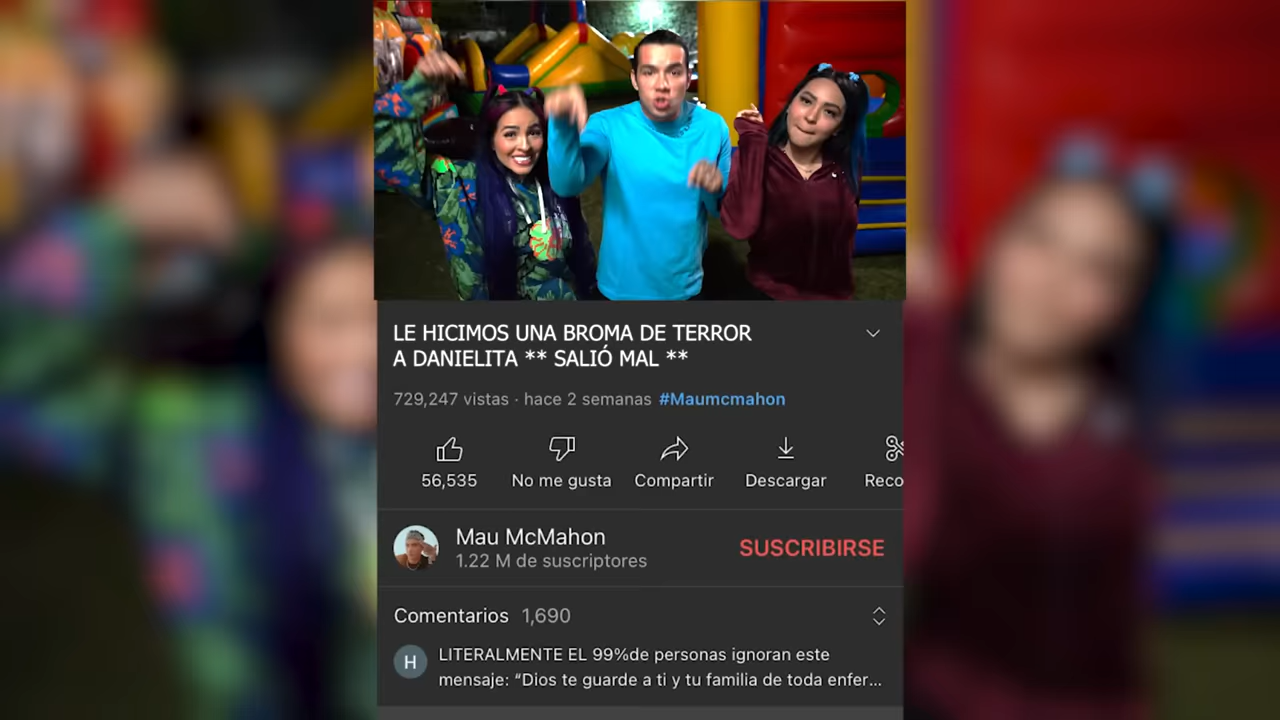 LE HICIMOS UNA BROMA DE TERROR
A DANIELITA ** SALIÓ MAL **
729,247 vistas · hace 2 semanas #Maumcmahon
56,535 No me gusta Compartir Descargar Reco
Mau McMahon
1.22 M de suscriptores
SUSCRIBIRSE
Comentarios 1,690
H
LITERALMENTE EL 99%de personas ignoran este
mensaje: “Dios te guarde a ti y tu familia de toda enfer...